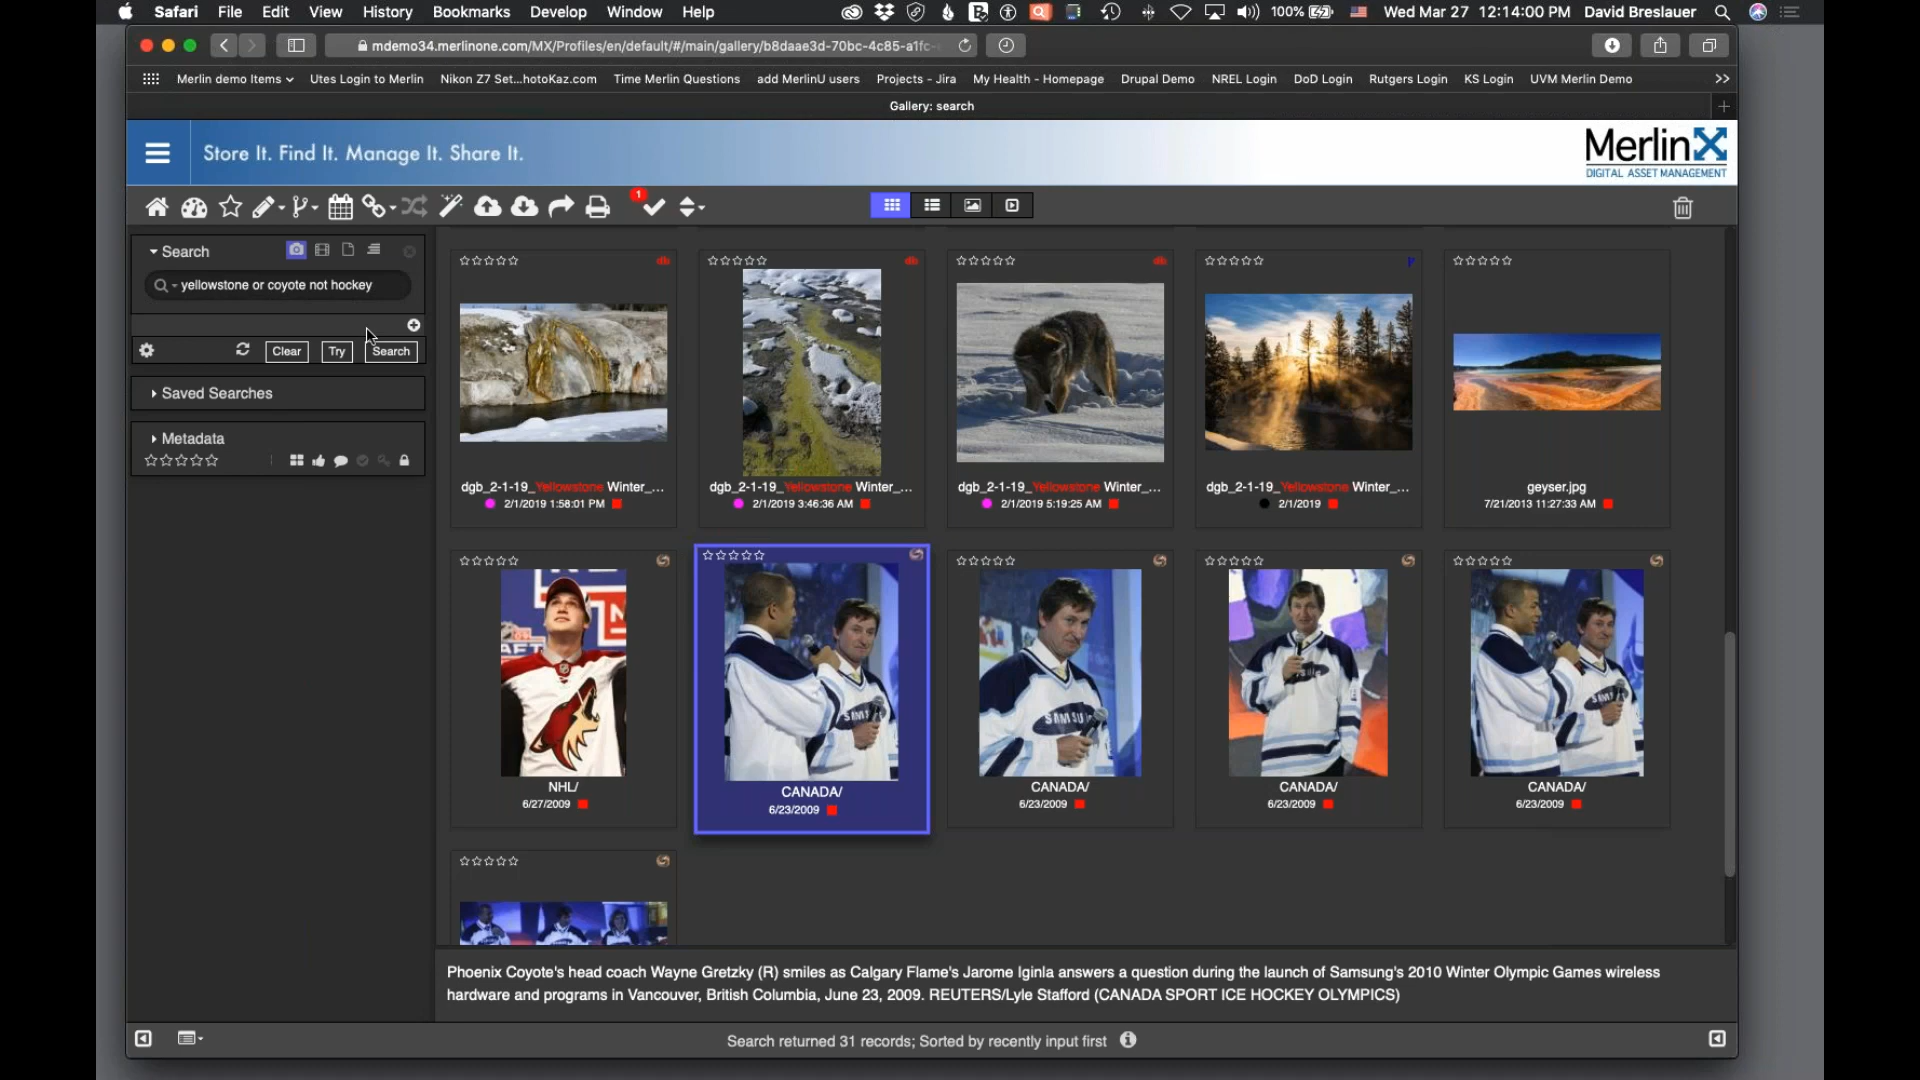 Safari File Edit View History Bookmarks Develop Window Help 100% Wed Mar 27 12:14:00 PM David Breslauer
mdemo34.merlinone.com/MX/Profiles/en/default/#/main/gallery/b8daae3d-70bc-4c85-a1fc-
Merlin demo Items Utes Login to Merlin Nikon Z7 Set...hotoKaz.com Time Merlin Questions add MerlinU users Projects - Jira My Health - Homepage Drupal Demo NREL Login DoD Login Rutgers Login KS Login UVM Merlin Demo >>
Gallery: search
Store It. Find It. Manage It. Share It.
MerlinX
DIGITAL ASSET MANAGEMENT
1
Search
yellowstone or coyote not hockey
Clear Try Search
Saved Searches
Metadata
dgb_2-1-19_Yellowstone Winter_... dgb_2-1-19_Yellowstone Winter_... dgb_2-1-19_Yellowstone Winter_... dgb_2-1-19_Yellowstone Winter_... geyser.jpg
2/1/2019 1:58:01 PM 2/1/2019 3:46:36 AM 2/1/2019 5:19:25 AM 2/1/2019 7/21/2013 11:27:33 AM
NHL/ CANADA/ CANADA/ CANADA/ CANADA/
6/27/2009 6/23/2009 6/23/2009 6/23/2009 6/23/2009
Phoenix Coyote's head coach Wayne Gretzky (R) smiles as Calgary Flame's Jarome Iginla answers a question during the launch of Samsung's 2010 Winter Olympic Games wireless
hardware and programs in Vancouver, British Columbia, June 23, 2009. REUTERS/Lyle Stafford (CANADA SPORT ICE HOCKEY OLYMPICS)
Search returned 31 records; Sorted by recently input first